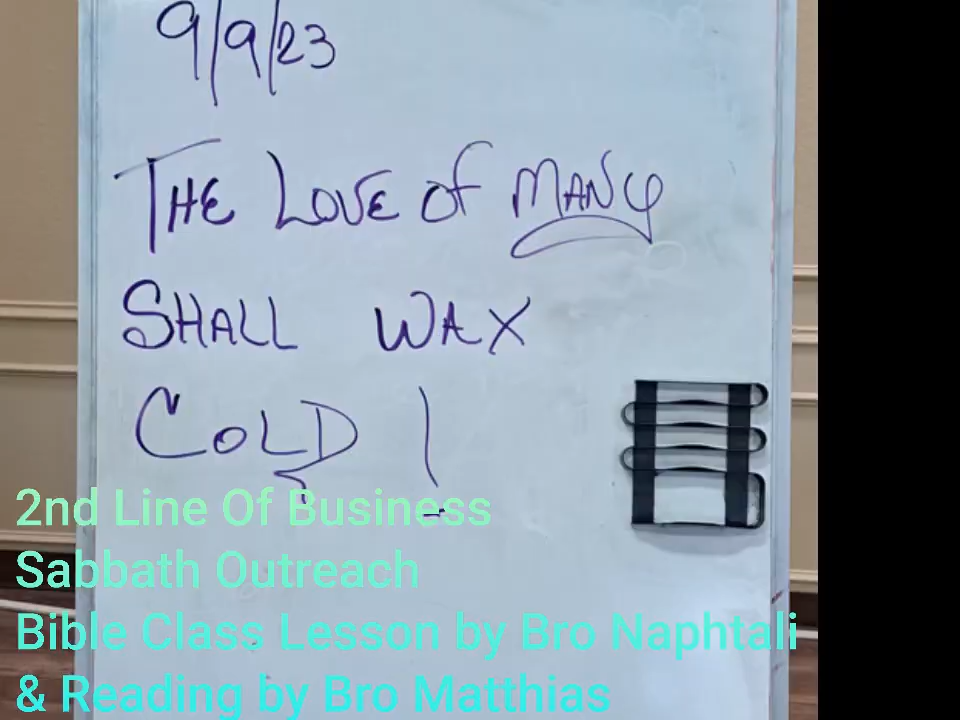 9/9/23
THE LOVE OF MANY
SHALL WAX
COLD !
2nd Line Of Business
Sabbath Outreach
Bible Class Lesson by Bro Naphtali
& Reading by Bro Matthias